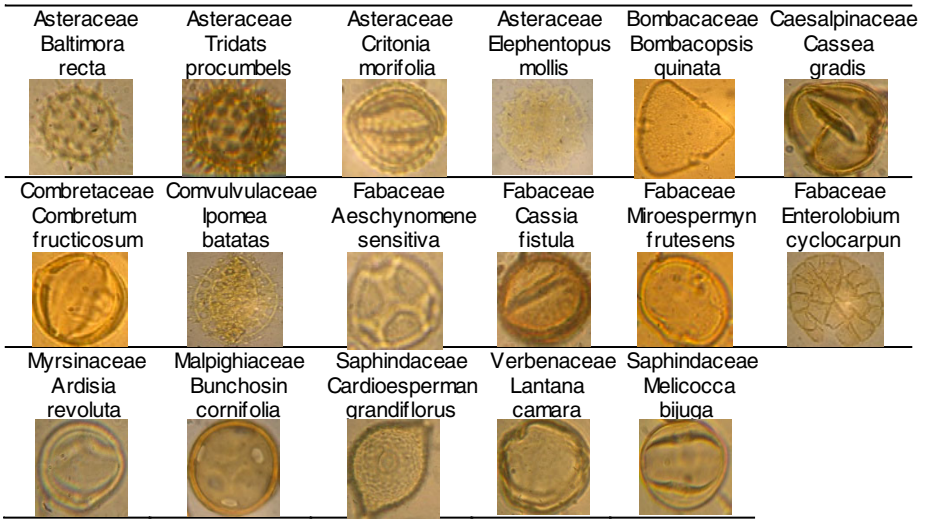 Asteraceae Asteraceae Asteraceae Asteraceae Bombacaceae Caesalpinaceae
Baltimora Tridats Critonia Elephentopus Bombacopsis Cassea
recta procumbels morifolia mollis quinata gradis
Combretaceae Comvulvulaceae Fabaceae Fabaceae Fabaceae Fabaceae
Combretum Ipomea Aeschynomene Cassia Miroespermyn Enterolobium
fructicosum batatas sensitiva fistula frutesens cyclocarpun
Myrsinaceae Malpighiaceae Saphindaceae Verbenaceae Saphindaceae
Ardisia Bunchosin Cardioesperman Lantana Melicocca
revoluta cornifolia grandiflorus camara bijuga